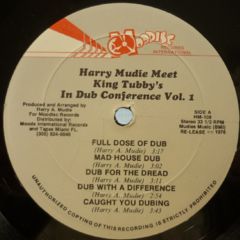 MOODISC
RECORDS
INTERNATIONAL
Harry Mudie Meet
King Tubby's
In Dub Conference Vol. 1
Produced and Arranged by
Harry A. Mudie
For Moodisc Records
Distributed by:
Moodis International Records
and Tapes Miami FL.
SIDE A
HM-108
Stereo 33 1/3 RPM
Mudies Music (BMI)
RE-LEASE 1976
FULL DOSE OF DUB
(Harry A. Mudie) 3:17
MAD HOUSE DUB
(Harry A. Mudie) 3:02
DUB FOR THE DREAD
(Harry A. Mudie) 3:11
DUB WITH A DIFFERENCE
(Harry A. Mudie)
CAUGHT YOU DUBING
(Harry A. Mudie) 3:43
UNAUTHORIZED COPYING OF THIS RECORDING IS STRICTLY PROHIBITED